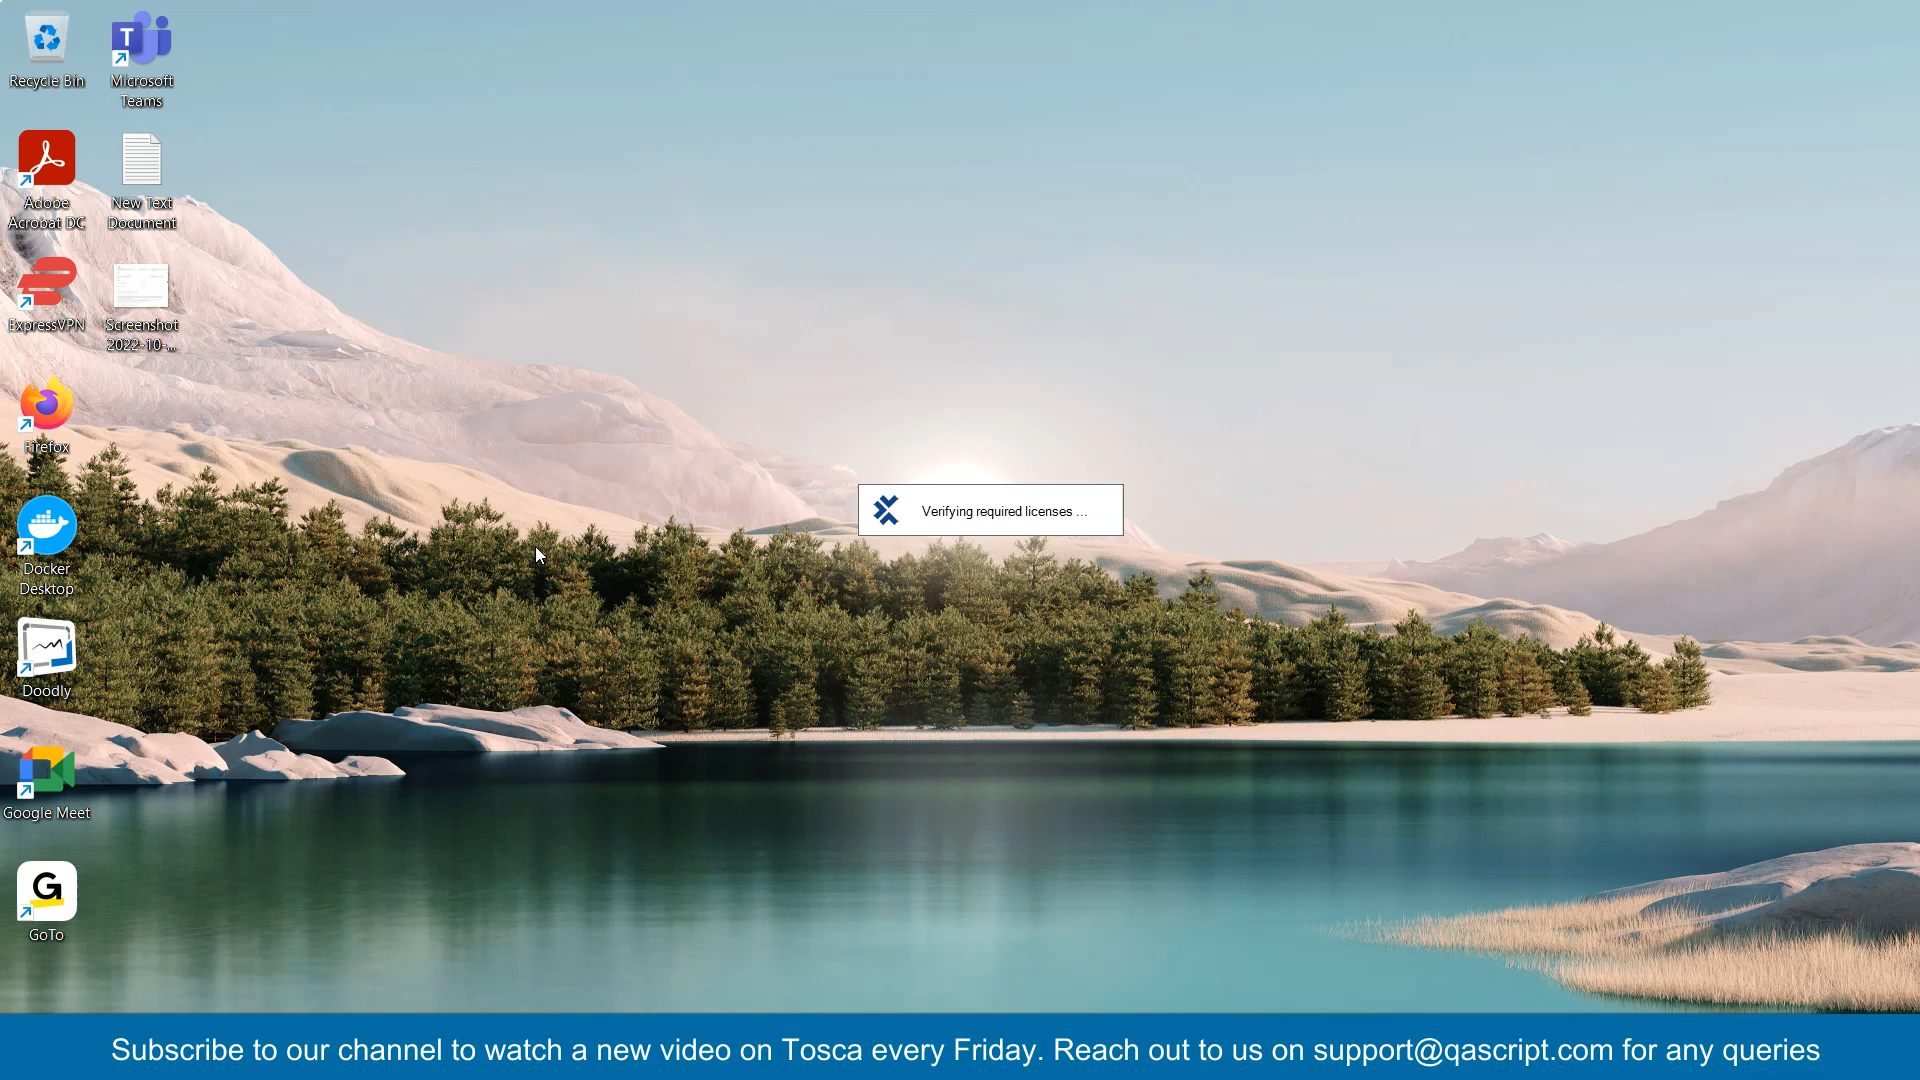 Recycle Bin
Microsoft
Teams
Adobe
Acrobat DC
New Text
Document
ExpressVPN
Screenshot
2022-10-...
Firefox
Verifying required licenses ...
Docker
Desktop
Doodly
Google Meet
GoTo
Subscribe to our channel to watch a new video on Tosca every Friday. Reach out to us on support@qascript.com for any queries